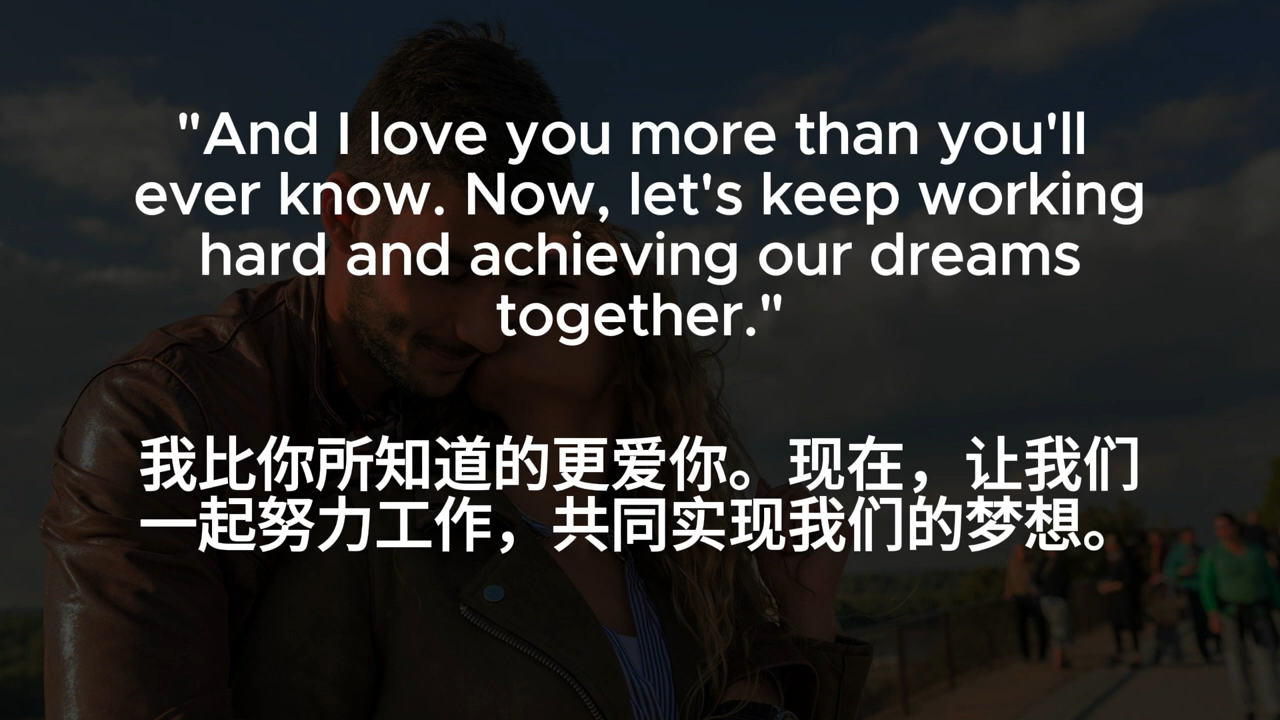 "And I love you more than you'll
ever know. Now, let's keep working
hard and achieving our dreams
together."
我比你所知道的更爱你。现在，让我们
一起努力工作，共同实现我们的梦想。